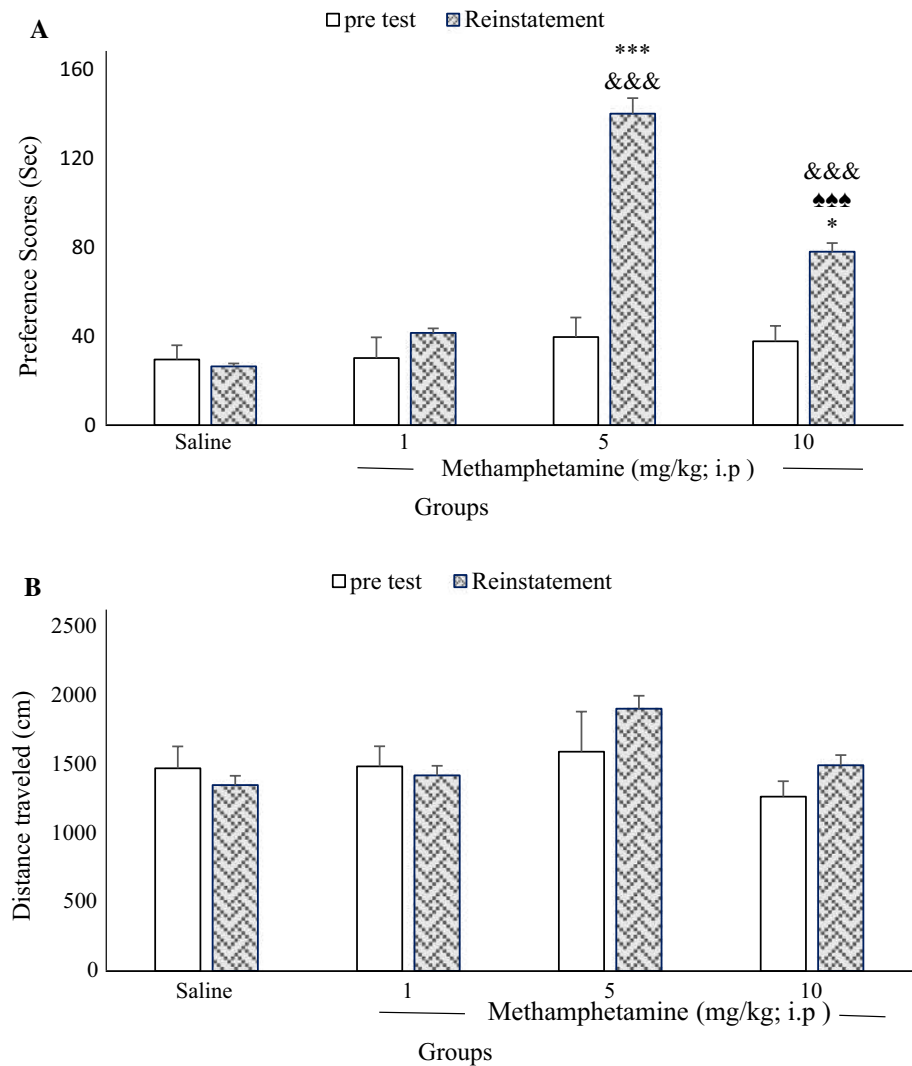 A
pre test Reinstatement
Preference Scores (Sec)
160
120
80
40
0
***
&&&
&&&
♠♠♠
*
Saline 1 5 10
Methamphetamine (mg/kg; i.p )
Groups
B
pre test Reinstatement
Distance traveled (cm)
2500
2000
1500
1000
500
0
Saline 1 5 10
Methamphetamine (mg/kg; i.p )
Groups